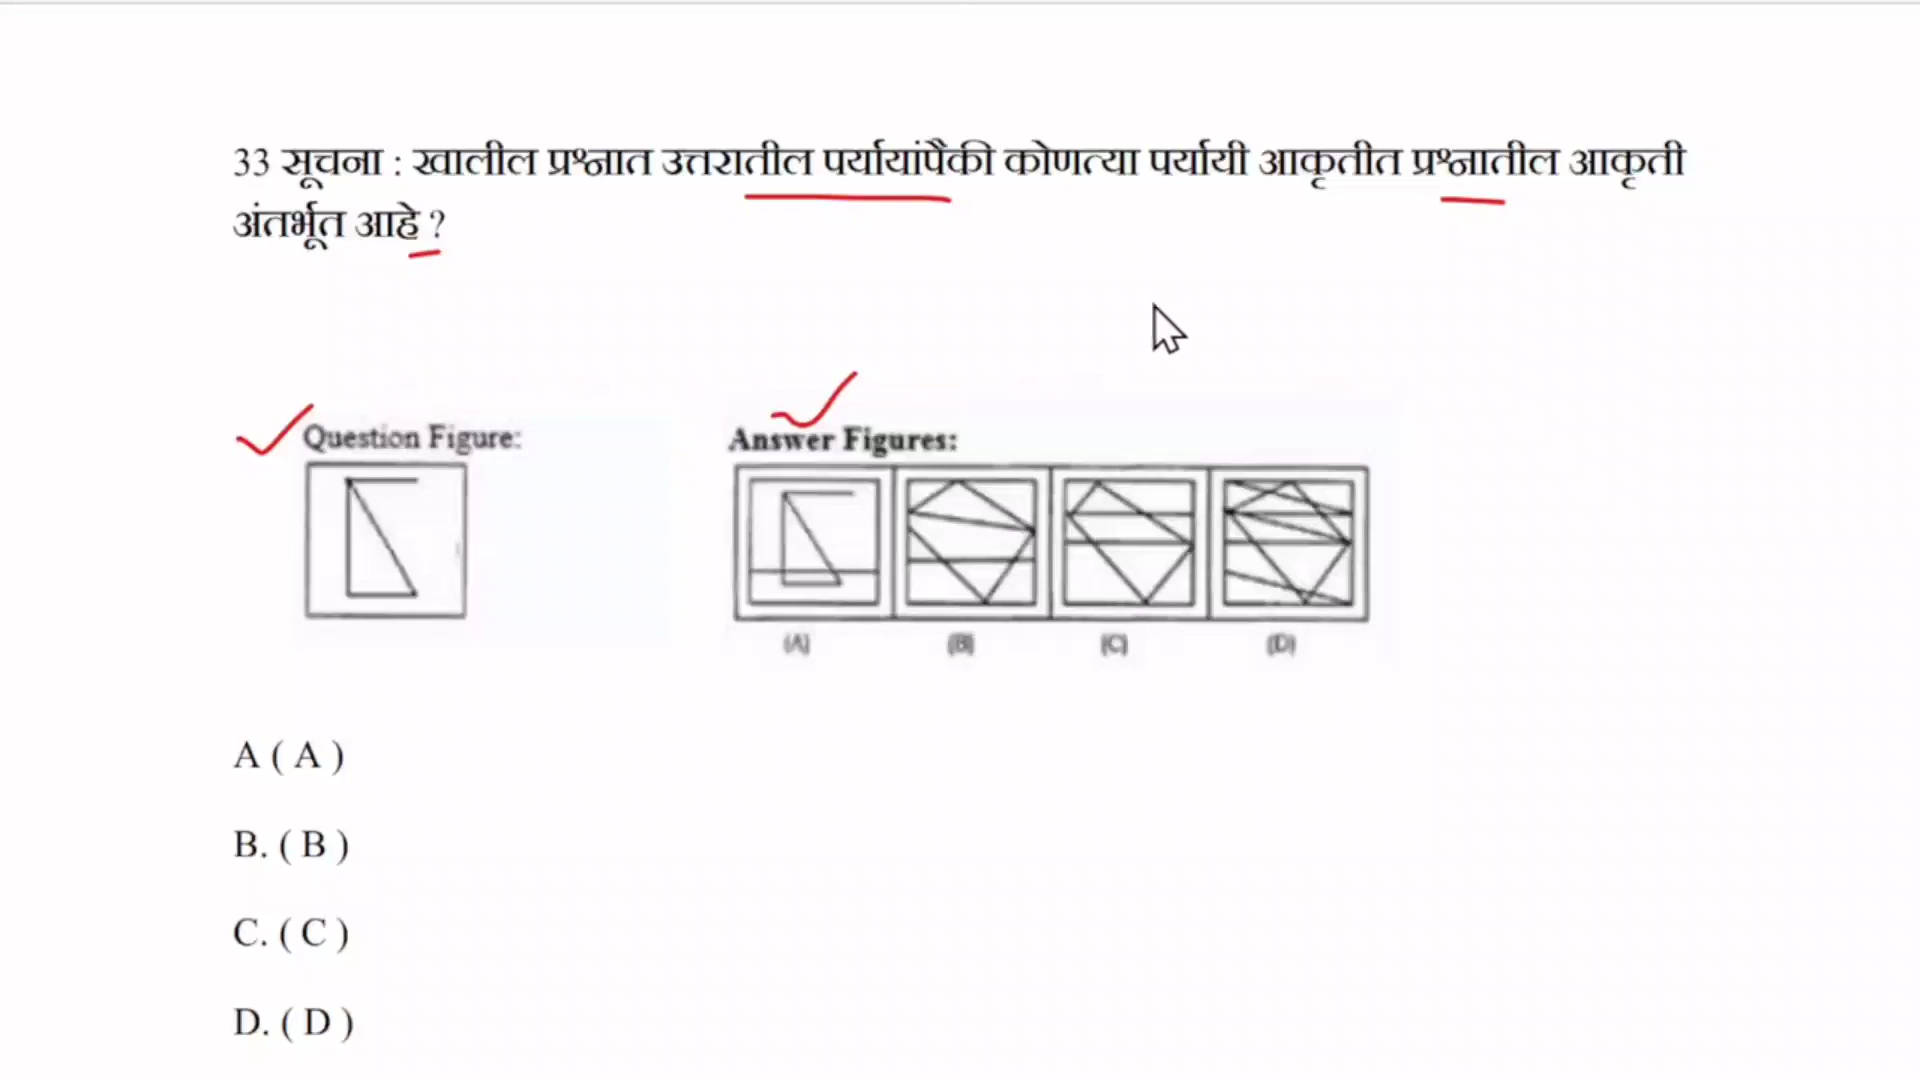 33 सूचना : खालील प्रश्नात उत्तरातील पर्यायांपैकी कोणत्या पर्यायी आकृतीत प्रश्नातील आकृती
अंतर्भूत आहे ?
Question Figure:
Answer Figures:
(A) (B) (C) (D)
A ( A )
B. ( B )
C. ( C )
D. ( D )